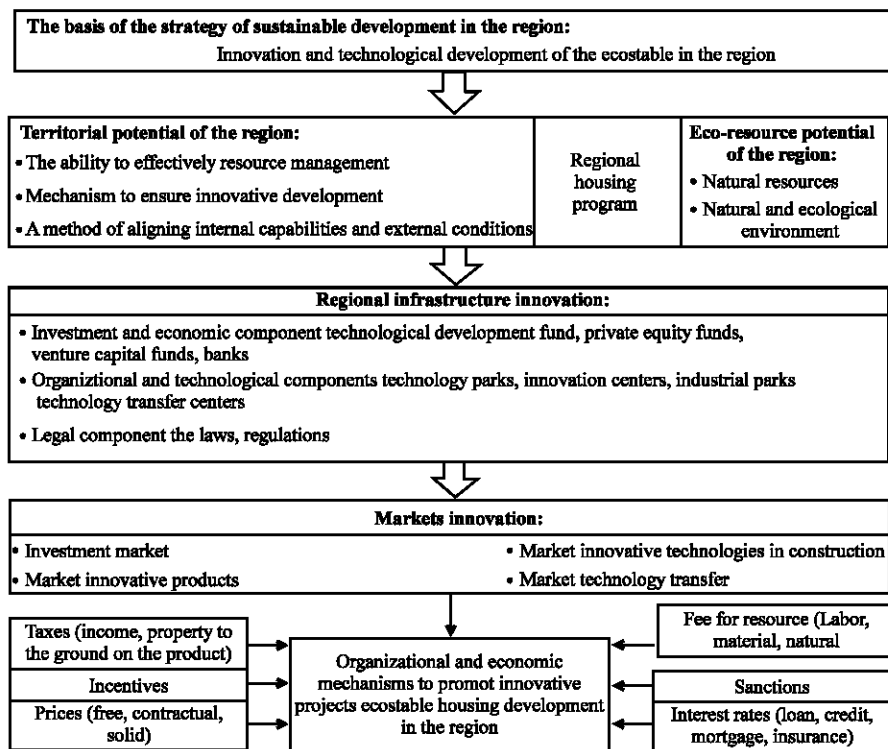 The basis of the strategy of sustainable development in the region:
Innovation and technological development of the ecostable in the region
Territorial potential of the region:
• The ability to effectively resource management
• Mechanism to ensure innovative development
• A method of aligning internal capabilities and external conditions
Regional
housing
program
Eco-resource potential
of the region:
• Natural resources
• Natural and ecological
environment
Regional infrastructure innovation:
• Investment and economic component technological development fund, private equity funds,
venture capital funds, banks
• Organiztional and technological components technology parks, innovation centers, industrial parks
technology transfer centers
• Legal component the laws, regulations
Markets innovation:
• Investment market
• Market innovative products
• Market innovative technologies in construction
• Market technology transfer
Taxes (income, property to
the ground on the product)
Incentives
Prices (free, contractual,
solid)
Organizational and economic
mechanisms to promot innovative
projects ecostable housing development
in the region
Fee for resource (Labor,
material, natural
Sanctions
Interest rates (loan, credit,
mortgage, insurance)